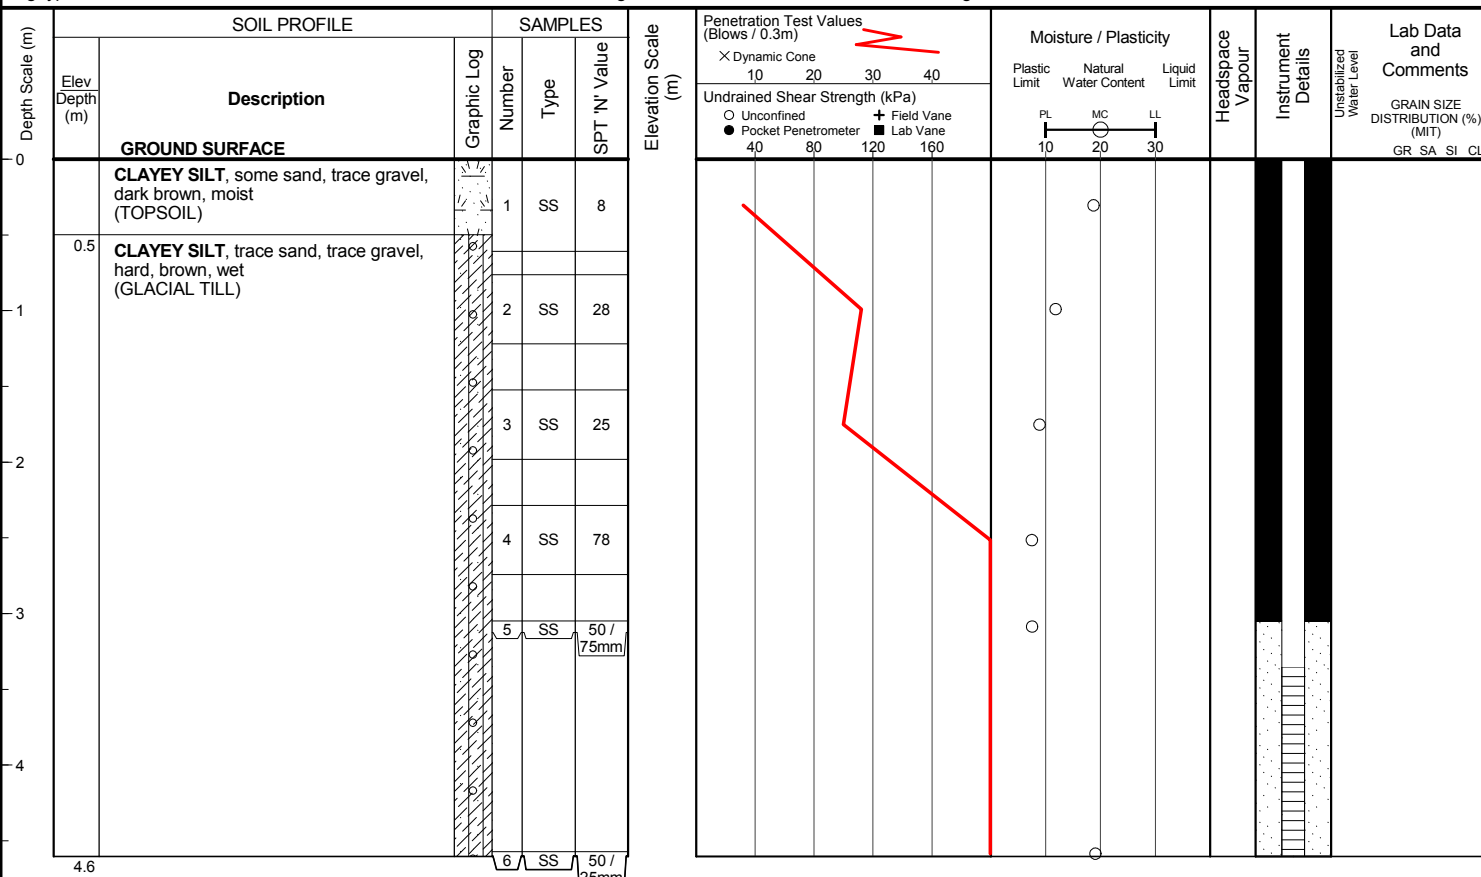 SOIL PROFILE
SAMPLES
Penetration Test Values
(Blows / 0.3m)
× Dynamic Cone
10 20 30 40
Undrained Shear Strength (kPa)
○ Unconfined + Field Vane
● Pocket Penetrometer ■ Lab Vane
40 80 120 160
Depth Scale (m)
Elev
Depth
(m)
Description
GROUND SURFACE
Graphic Log
Number
Type
SPT 'N' Value
Elevation Scale
(m)
Moisture / Plasticity
Plastic Natural Liquid
Limit Water Content Limit
PL MC LL
10 20 30
Headspace
Vapour
Instrument
Details
Unstabilized
Water Level
Lab Data
and
Comments
GRAIN SIZE
DISTRIBUTION (%)
(MIT)
GR SA SI CL
0
CLAYEY SILT, some sand, trace gravel,
dark brown, moist
(TOPSOIL)
1 SS 8
0.5
CLAYEY SILT, trace sand, trace gravel,
hard, brown, wet
(GLACIAL TILL)
1
2 SS 28
3 SS 25
2
4 SS 78
3
5 SS 50 /
75mm
4
4.6
6 SS 50 /